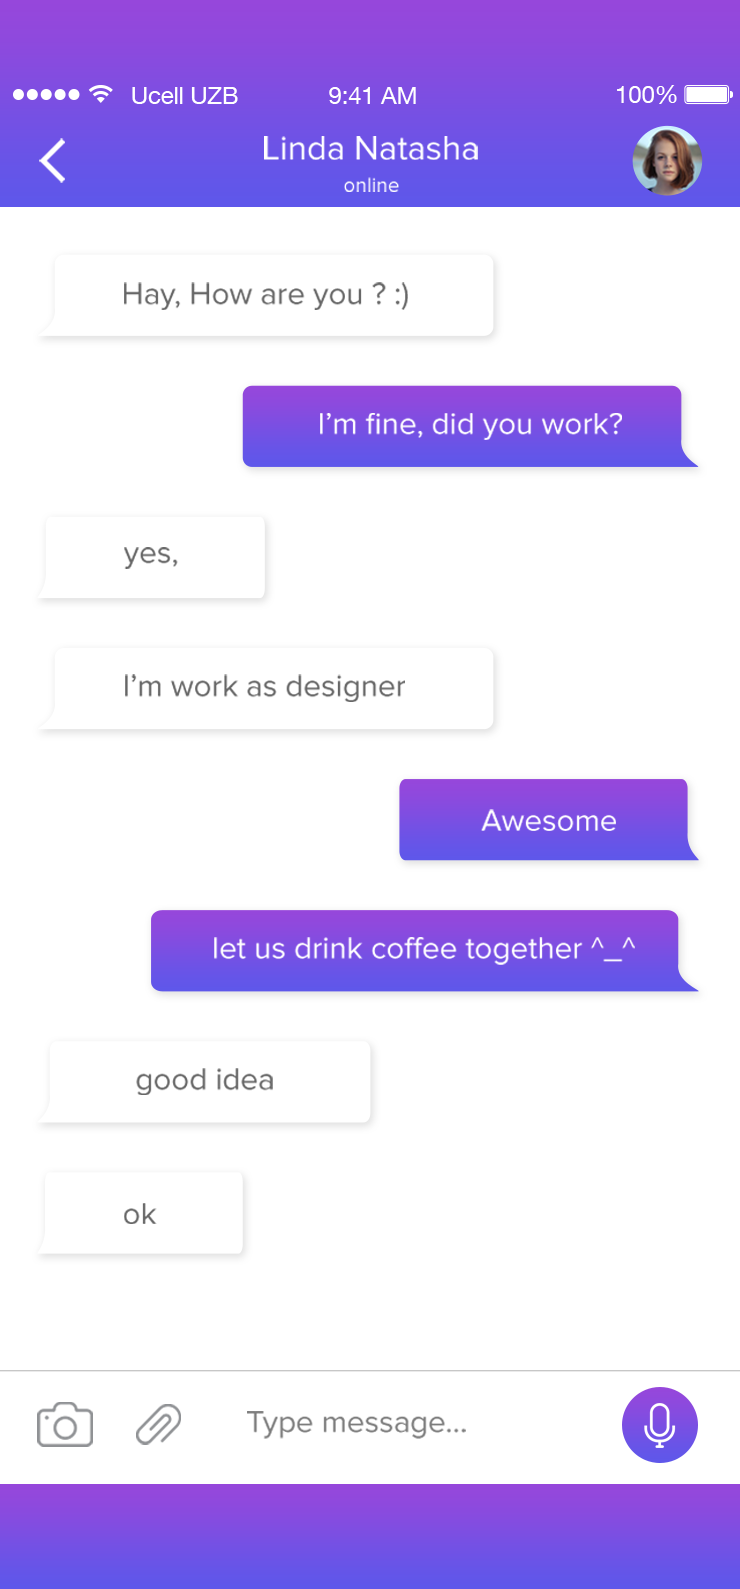 Ucell UZB 9:41 AM 100%
Linda Natasha
online
Hay, How are you ? :)
I'm fine, did you work?
yes,
I'm work as designer
Awesome
let us drink coffee together ^_^
good idea
ok
Type message...